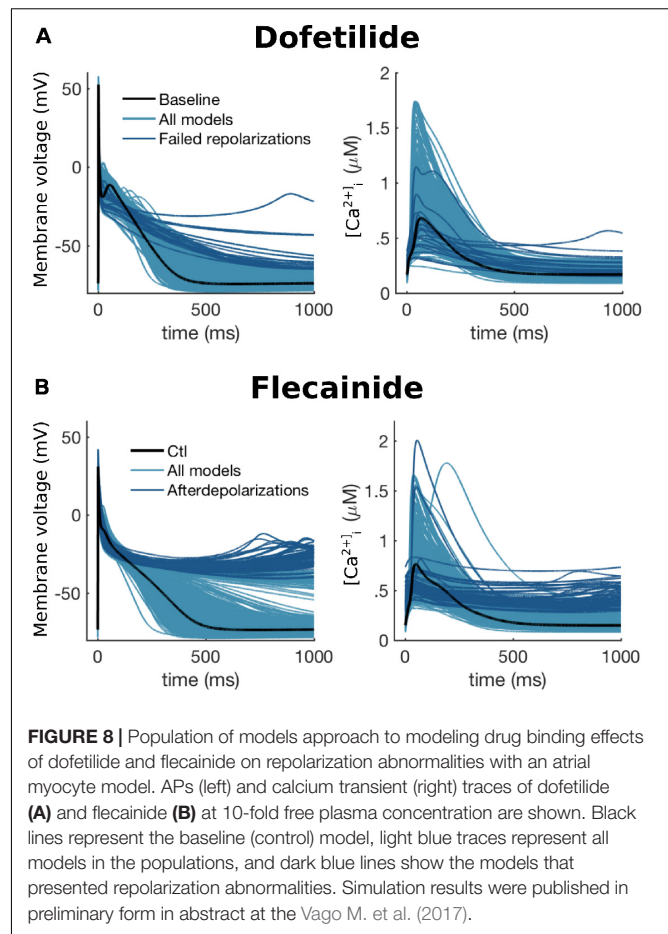 A
Dofetilide
Membrane voltage (mV)
50
0
-50
Baseline
All models
Failed repolarizations
0
500
1000
time (ms)
[Ca2+]i (µM)
2
1.5
1
.5
0
0
500
1000
time (ms)
B
Flecainide
Membrane voltage (mV)
50
0
-50
Ctl
All models
Afterdepolarizations
0
500
1000
time (ms)
[Ca2+]i (µM)
2
1.5
1
.5
0
0
500
1000
time (ms)
FIGURE 8 | Population of models approach to modeling drug binding effects
of dofetilide and flecainide on repolarization abnormalities with an atrial
myocyte model. APs (left) and calcium transient (right) traces of dofetilide
(A) and flecainide (B) at 10-fold free plasma concentration are shown. Black
lines represent the baseline (control) model, light blue traces represent all
models in the populations, and dark blue lines show the models that
presented repolarization abnormalities. Simulation results were published in
preliminary form in abstract at the Vago M. et al. (2017).